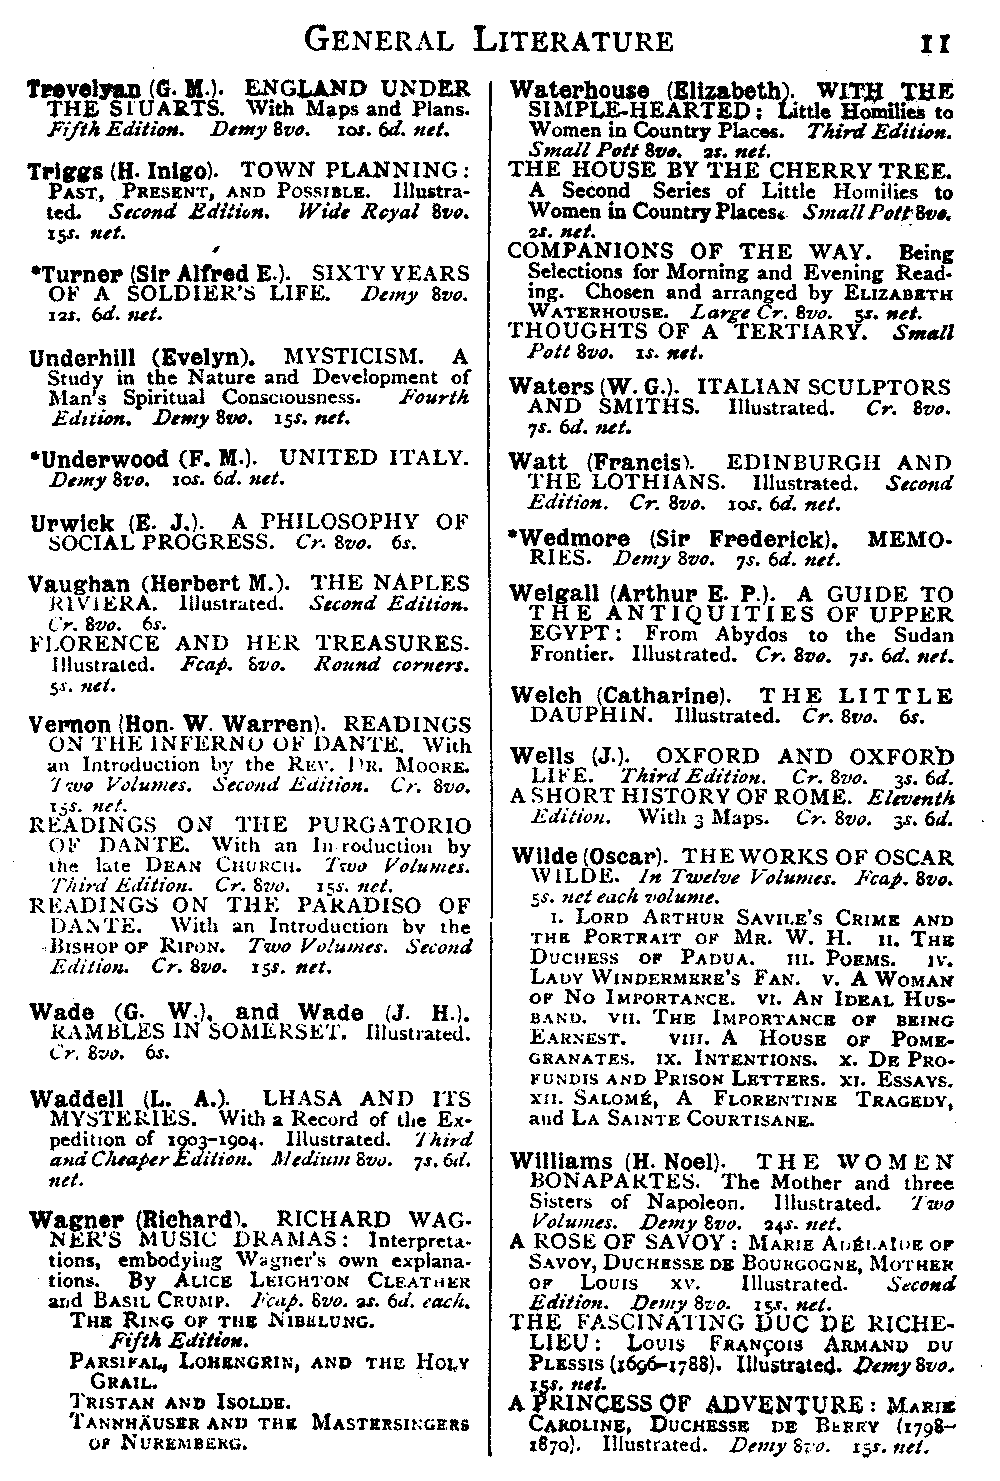 GENERAL LITERATURE 11
Trevelyan (G. M.). ENGLAND UNDER
THE STUARTS. With Maps and Plans.
Fifth Edition. Demy 8vo. 10s. 6d. net.
Triggs (H. Inigo). TOWN PLANNING:
PAST, PRESENT, AND POSSIBLE. Illustra-
ted. Second Edition. Wide Royal 8vo.
15s. net.
*Turner (Sir Alfred E.). SIXTY YEARS
OF A SOLDIER'S LIFE. Demy 8vo.
12s. 6d. net.
Underhill (Evelyn). MYSTICISM. A
Study in the Nature and Development of
Man's Spiritual Consciousness. Fourth
Edition. Demy 8vo. 15s. net.
*Underwood (F. M.). UNITED ITALY.
Demy 8vo. 10s. 6d. net.
Urwick (E. J.). A PHILOSOPHY OF
SOCIAL PROGRESS. Cr. 8vo. 6s.
Vaughan (Herbert M.). THE NAPLES
RIVIERA. Illustrated. Second Edition.
Cr. 8vo. 6s.
FLORENCE AND HER TREASURES.
Illustrated. Fcap. 8vo. Round corners.
5s. net.
Vernon (Hon. W. Warren). READINGS
ON THE INFERNO OF DANTE. With
an Introduction by the REV. DR. MOORE.
Two Volumes. Second Edition. Cr. 8vo.
15s. net.
READINGS ON THE PURGATORIO
OF DANTE. With an Introduction by
the late DEAN CHURCH. Two Volumes.
Third Edition. Cr. 8vo. 15s. net.
READINGS ON THE PARADISO OF
DANTE. With an Introduction by the
BISHOP OF RIPON. Two Volumes. Second
Edition. Cr. 8vo. 15s. net.
Wade (G. W.), and Wade (J. H.).
RAMBLES IN SOMERSET. Illustrated.
Cr. 8vo. 6s.
Waddell (L. A.). LHASA AND ITS
MYSTERIES. With a Record of the Ex-
pedition of 1903-1904. Illustrated. Third
and Cheaper Edition. Medium 8vo. 7s. 6d.
net.
Wagner (Richard). RICHARD WAG-
NER'S MUSIC DRAMAS: Interpreta-
tions, embodying Wagner's own explana-
tions. By ALICE LEIGHTON CLEATHER
and BASIL CRUMP. Fcap. 8vo. 2s. 6d. each.
THE RING OF THE NIBELUNG.
Fifth Edition.
PARSIFAL, LOHENGRIN, AND THE HOLY
GRAIL.
TRISTAN AND ISOLDE.
TANNHÄUSER AND THE MASTERSINGERS
OF NUREMBERG.
Waterhouse (Elizabeth). WITH THE
SIMPLE-HEARTED: Little Homilies to
Women in Country Places. Third Edition.
Small Pott 8vo. 2s. net.
THE HOUSE BY THE CHERRY TREE.
A Second Series of Little Homilies to
Women in Country Places. Small Pott 8vo.
2s. net.
COMPANIONS OF THE WAY. Being
Selections for Morning and Evening Read-
ing. Chosen and arranged by ELIZABETH
WATERHOUSE. Large Cr. 8vo. 5s. net.
THOUGHTS OF A TERTIARY. Small
Pott 8vo. 1s. net.
Waters (W. G.). ITALIAN SCULPTORS
AND SMITHS. Illustrated. Cr. 8vo.
7s. 6d. net.
Watt (Francis). EDINBURGH AND
THE LOTHIANS. Illustrated. Second
Edition. Cr. 8vo. 10s. 6d. net.
*Wedmore (Sir Frederick). MEMO-
RIES. Demy 8vo. 7s. 6d. net.
Weigall (Arthur E. P.). A GUIDE TO
THE ANTIQUITIES OF UPPER
EGYPT: From Abydos to the Sudan
Frontier. Illustrated. Cr. 8vo. 7s. 6d. net.
Welch (Catharine). THE LITTLE
DAUPHIN. Illustrated. Cr. 8vo. 6s.
Wells (J.). OXFORD AND OXFORD
LIFE. Third Edition. Cr. 8vo. 3s. 6d.
A SHORT HISTORY OF ROME. Eleventh
Edition. With 3 Maps. Cr. 8vo. 3s. 6d.
Wilde (Oscar). THE WORKS OF OSCAR
WILDE. In Twelve Volumes. Fcap. 8vo.
5s. net each volume.
I. LORD ARTHUR SAVILE'S CRIME AND
THE PORTRAIT OF MR. W. H. II. THE
DUCHESS OF PADUA. III. POEMS. IV.
LADY WINDERMERE'S FAN. V. A WOMAN
OF NO IMPORTANCE. VI. AN IDEAL HUS-
BAND. VII. THE IMPORTANCE OF BEING
EARNEST. VIII. A HOUSE OF POME-
GRANATES. IX. INTENTIONS. X. DE PRO-
FUNDIS AND PRISON LETTERS. XI. ESSAYS.
XII. SALOMÉ, A FLORENTINE TRAGEDY,
and LA SAINTE COURTISANE.
Williams (H. Noel). THE WOMEN
BONAPARTES. The Mother and three
Sisters of Napoleon. Illustrated. Two
Volumes. Demy 8vo. 24s. net.
A ROSE OF SAVOY: MARIE ADÉLAÏDE OF
SAVOY, DUCHESSE DE BOURGOGNE, MOTHER
OF LOUIS XV. Illustrated. Second
Edition. Demy 8vo. 15s. net.
THE FASCINATING DUC DE RICHE-
LIEU: LOUIS FRANÇOIS ARMAND DU
PLESSIS (1696-1788). Illustrated. Demy 8vo.
15s. net.
A PRINCESS OF ADVENTURE: MARIE
CAROLINE, DUCHESSE DE BERRY (1798-
1870). Illustrated. Demy 8vo. 15s. net.